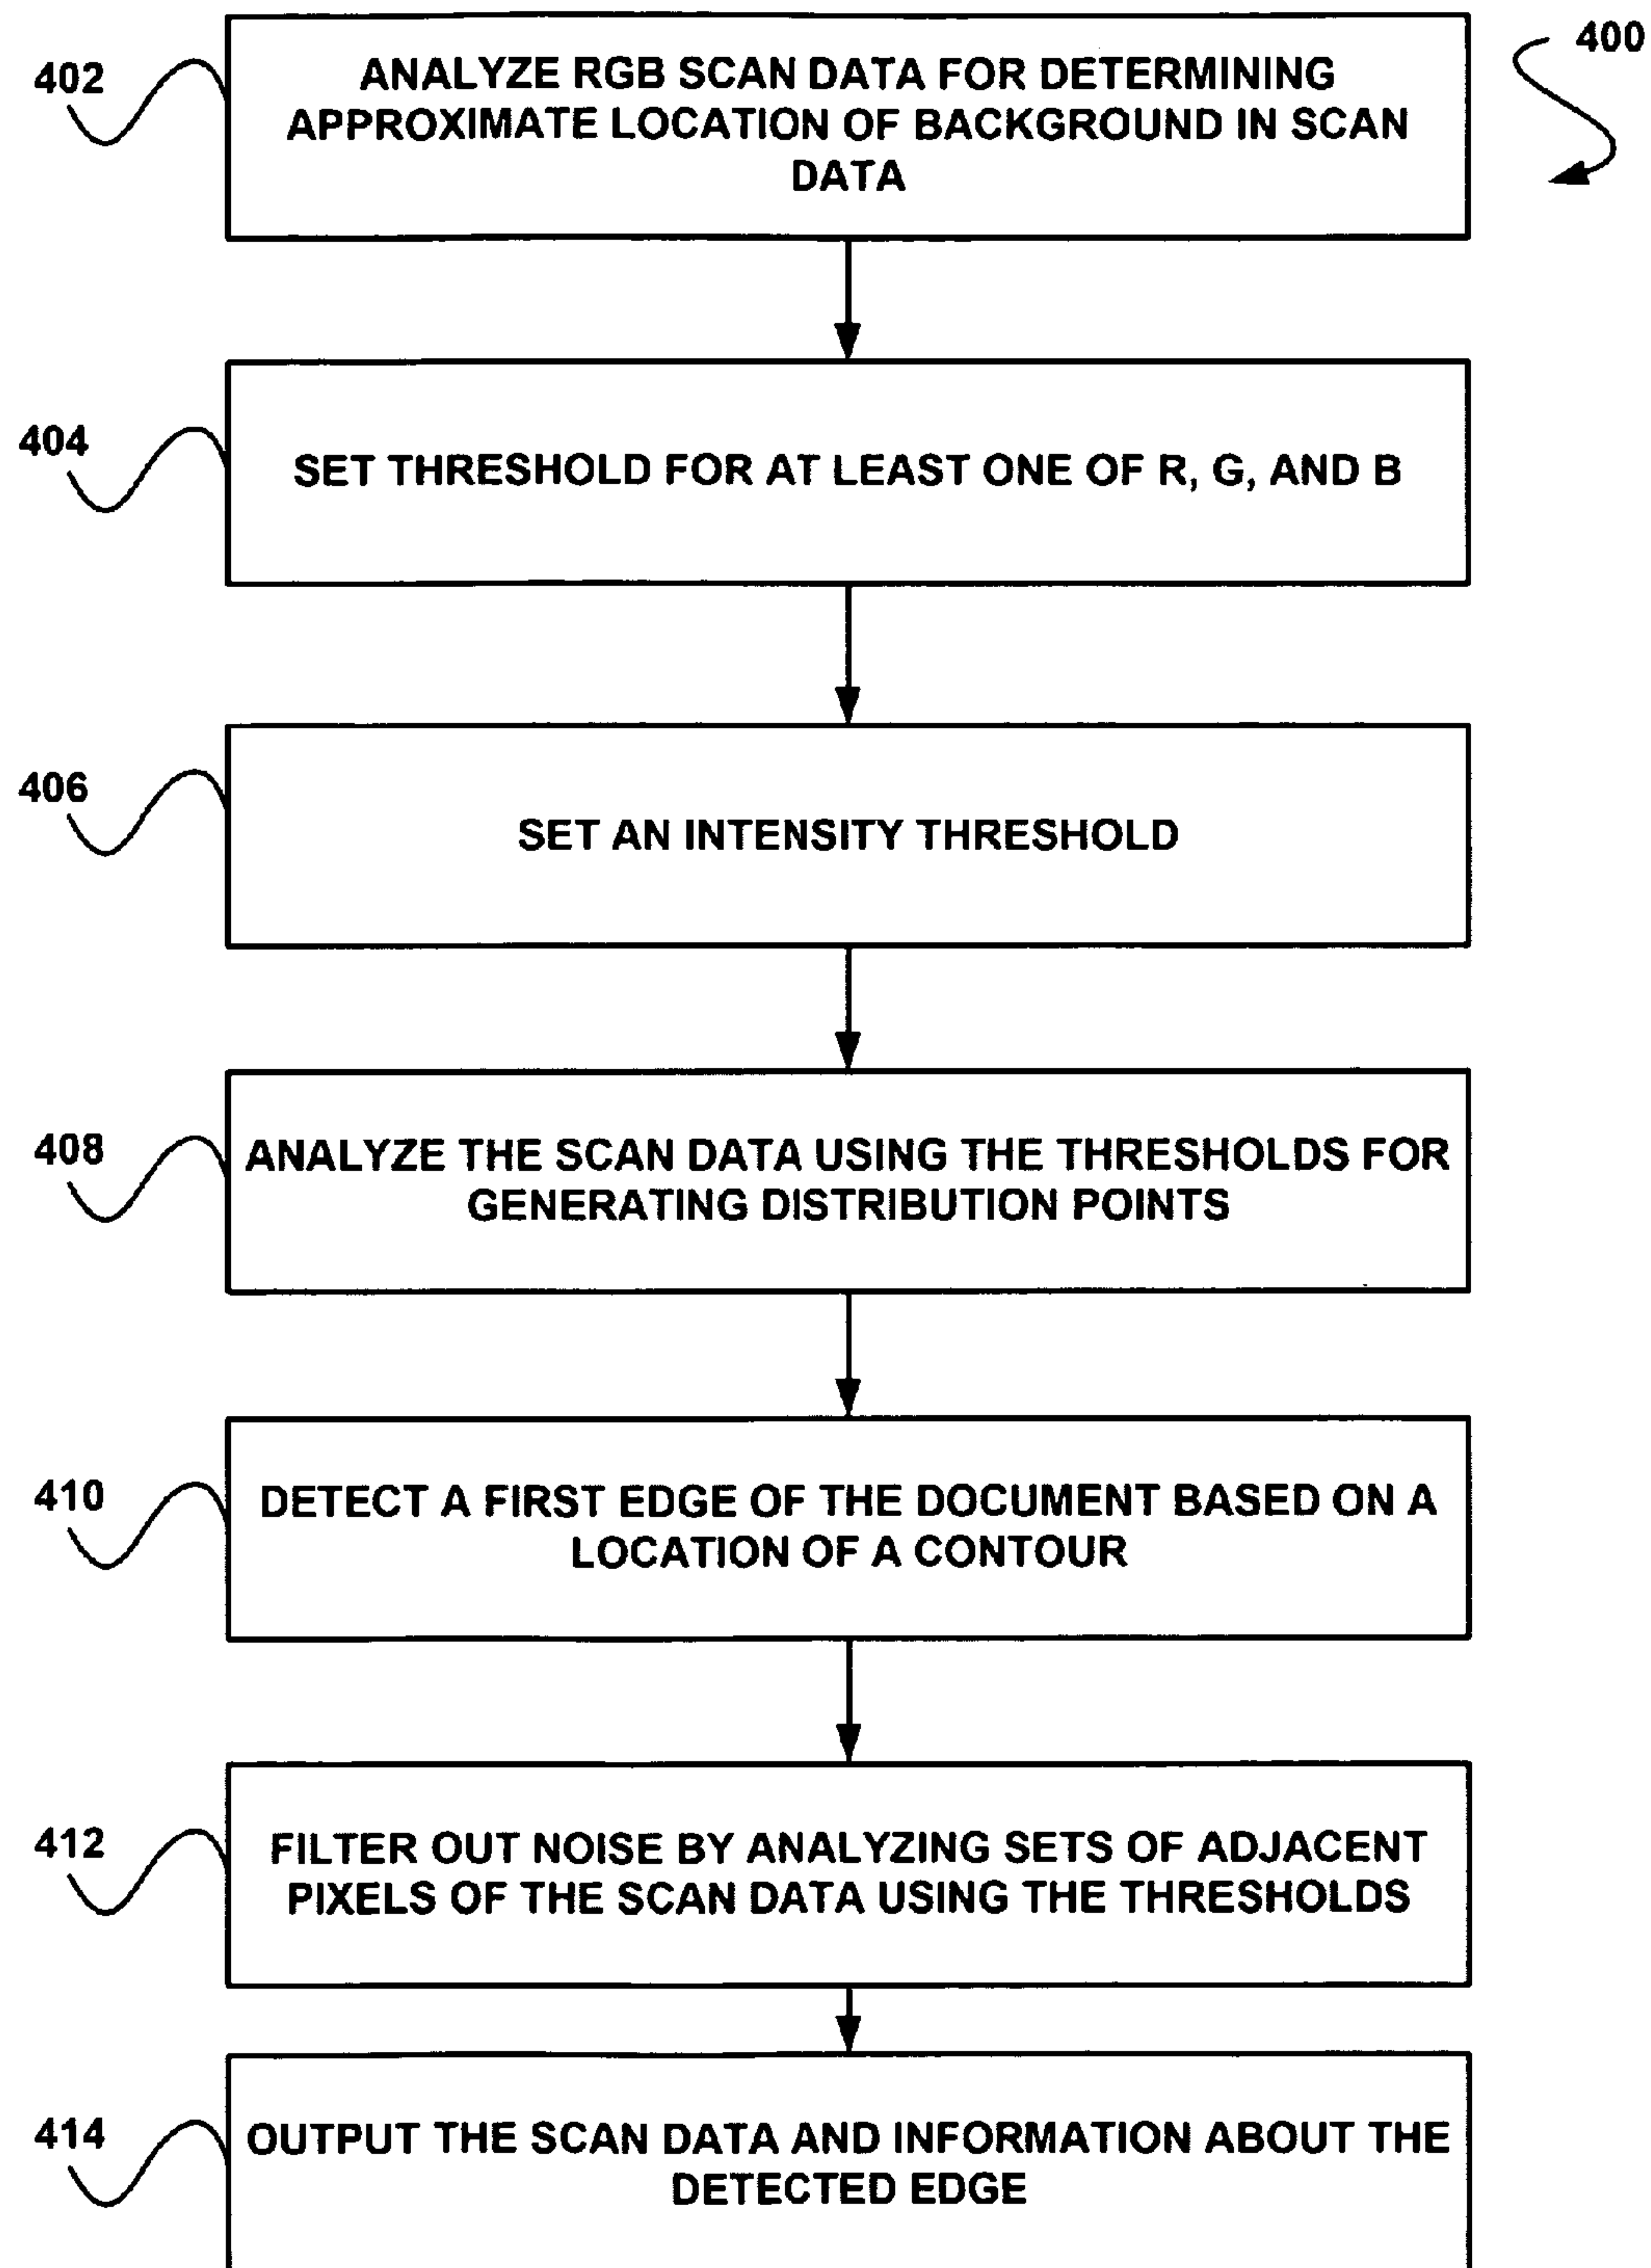 400
402
ANALYZE RGB SCAN DATA FOR DETERMINING
APPROXIMATE LOCATION OF BACKGROUND IN SCAN
DATA
404
SET THRESHOLD FOR AT LEAST ONE OF R, G, AND B
406
SET AN INTENSITY THRESHOLD
408
ANALYZE THE SCAN DATA USING THE THRESHOLDS FOR
GENERATING DISTRIBUTION POINTS
410
DETECT A FIRST EDGE OF THE DOCUMENT BASED ON A
LOCATION OF A CONTOUR
412
FILTER OUT NOISE BY ANALYZING SETS OF ADJACENT
PIXELS OF THE SCAN DATA USING THE THRESHOLDS
414
OUTPUT THE SCAN DATA AND INFORMATION ABOUT THE
DETECTED EDGE